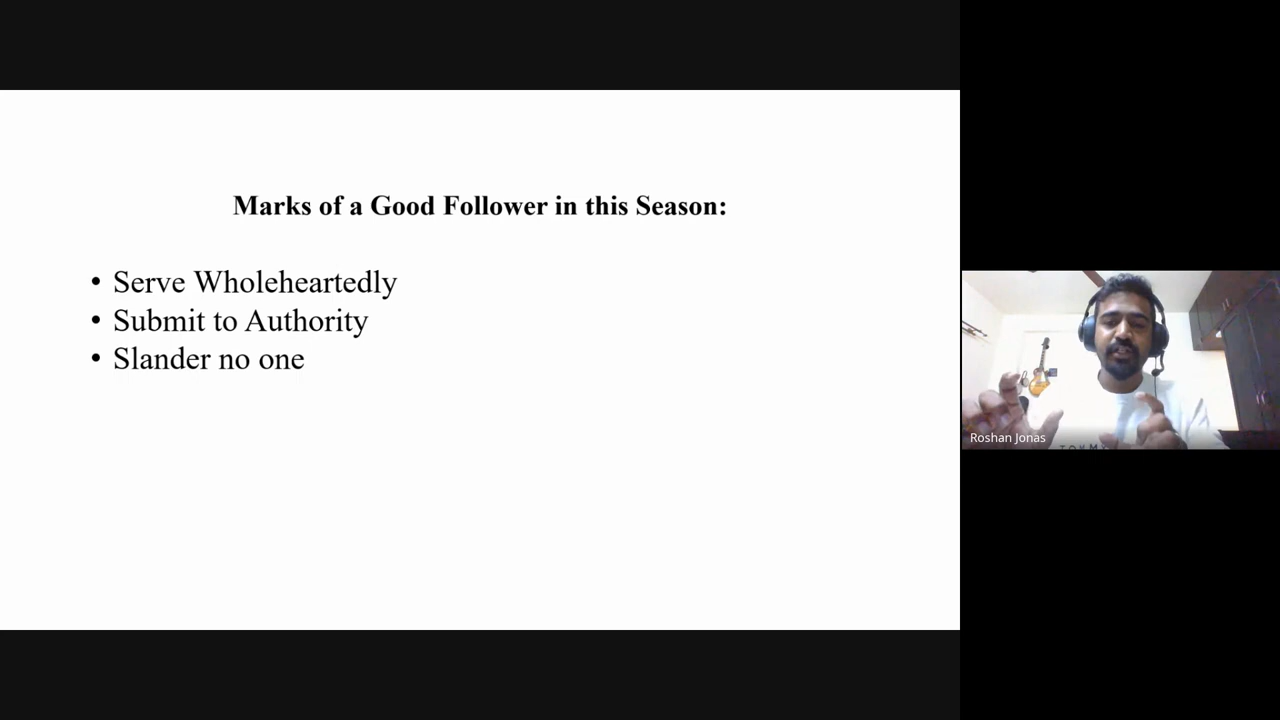 Marks of a Good Follower in this Season:
• Serve Wholeheartedly
• Submit to Authority
• Slander no one
Roshan Jonas